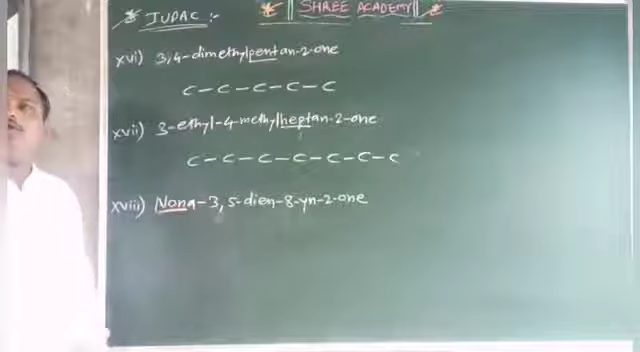 * IUPAC :-
* || SHREE ACADEMY || *
xvi) 3,4-dimethylpentan-2-one
C-C-C-C-C
xvii) 3-ethyl-4-methylheptan-2-one
C-C-C-C-C-C-C
xviii) Nona-3,5-dien-8-yn-2-one